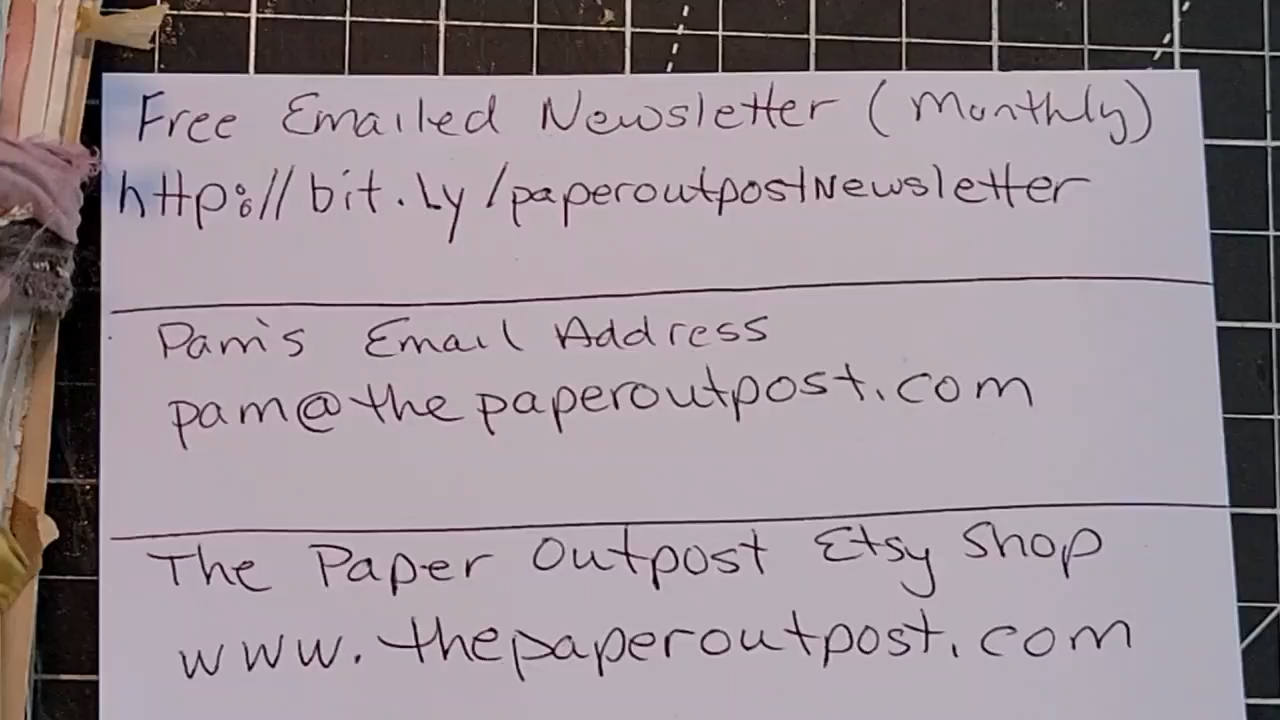 Free Emailed Newsletter (Monthly)
http://bit.ly/paperoutpostNewsletter
Pam's Email Address
pam@thepaperoutpost.com
The Paper Outpost Etsy Shop
www.thepaperoutpost.com